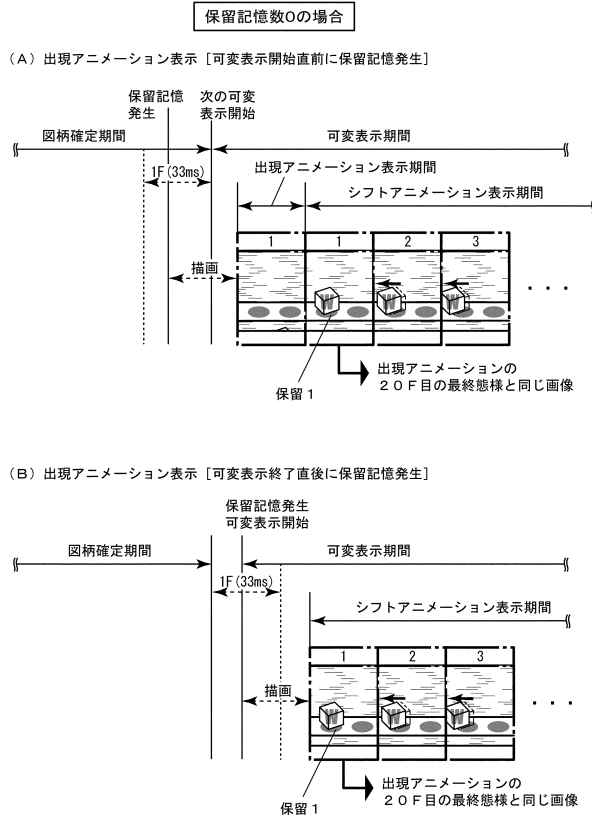 保留記憶数0の場合
（A）出現アニメーション表示［可変表示開始直前に保留記憶発生］
保留記憶
発生
次の可変
表示開始
図柄確定期間
可変表示期間
1F(33ms)
出現アニメーション表示期間
シフトアニメーション表示期間
1
1
2
3
描画
W
W
W
・・・
保留１
出現アニメーションの
２０Ｆ目の最終態様と同じ画像
（B）出現アニメーション表示［可変表示終了直後に保留記憶発生］
保留記憶発生
可変表示開始
図柄確定期間
可変表示期間
1F(33ms)
シフトアニメーション表示期間
1
2
3
描画
W
W
W
・・・
保留１
出現アニメーションの
２０Ｆ目の最終態様と同じ画像